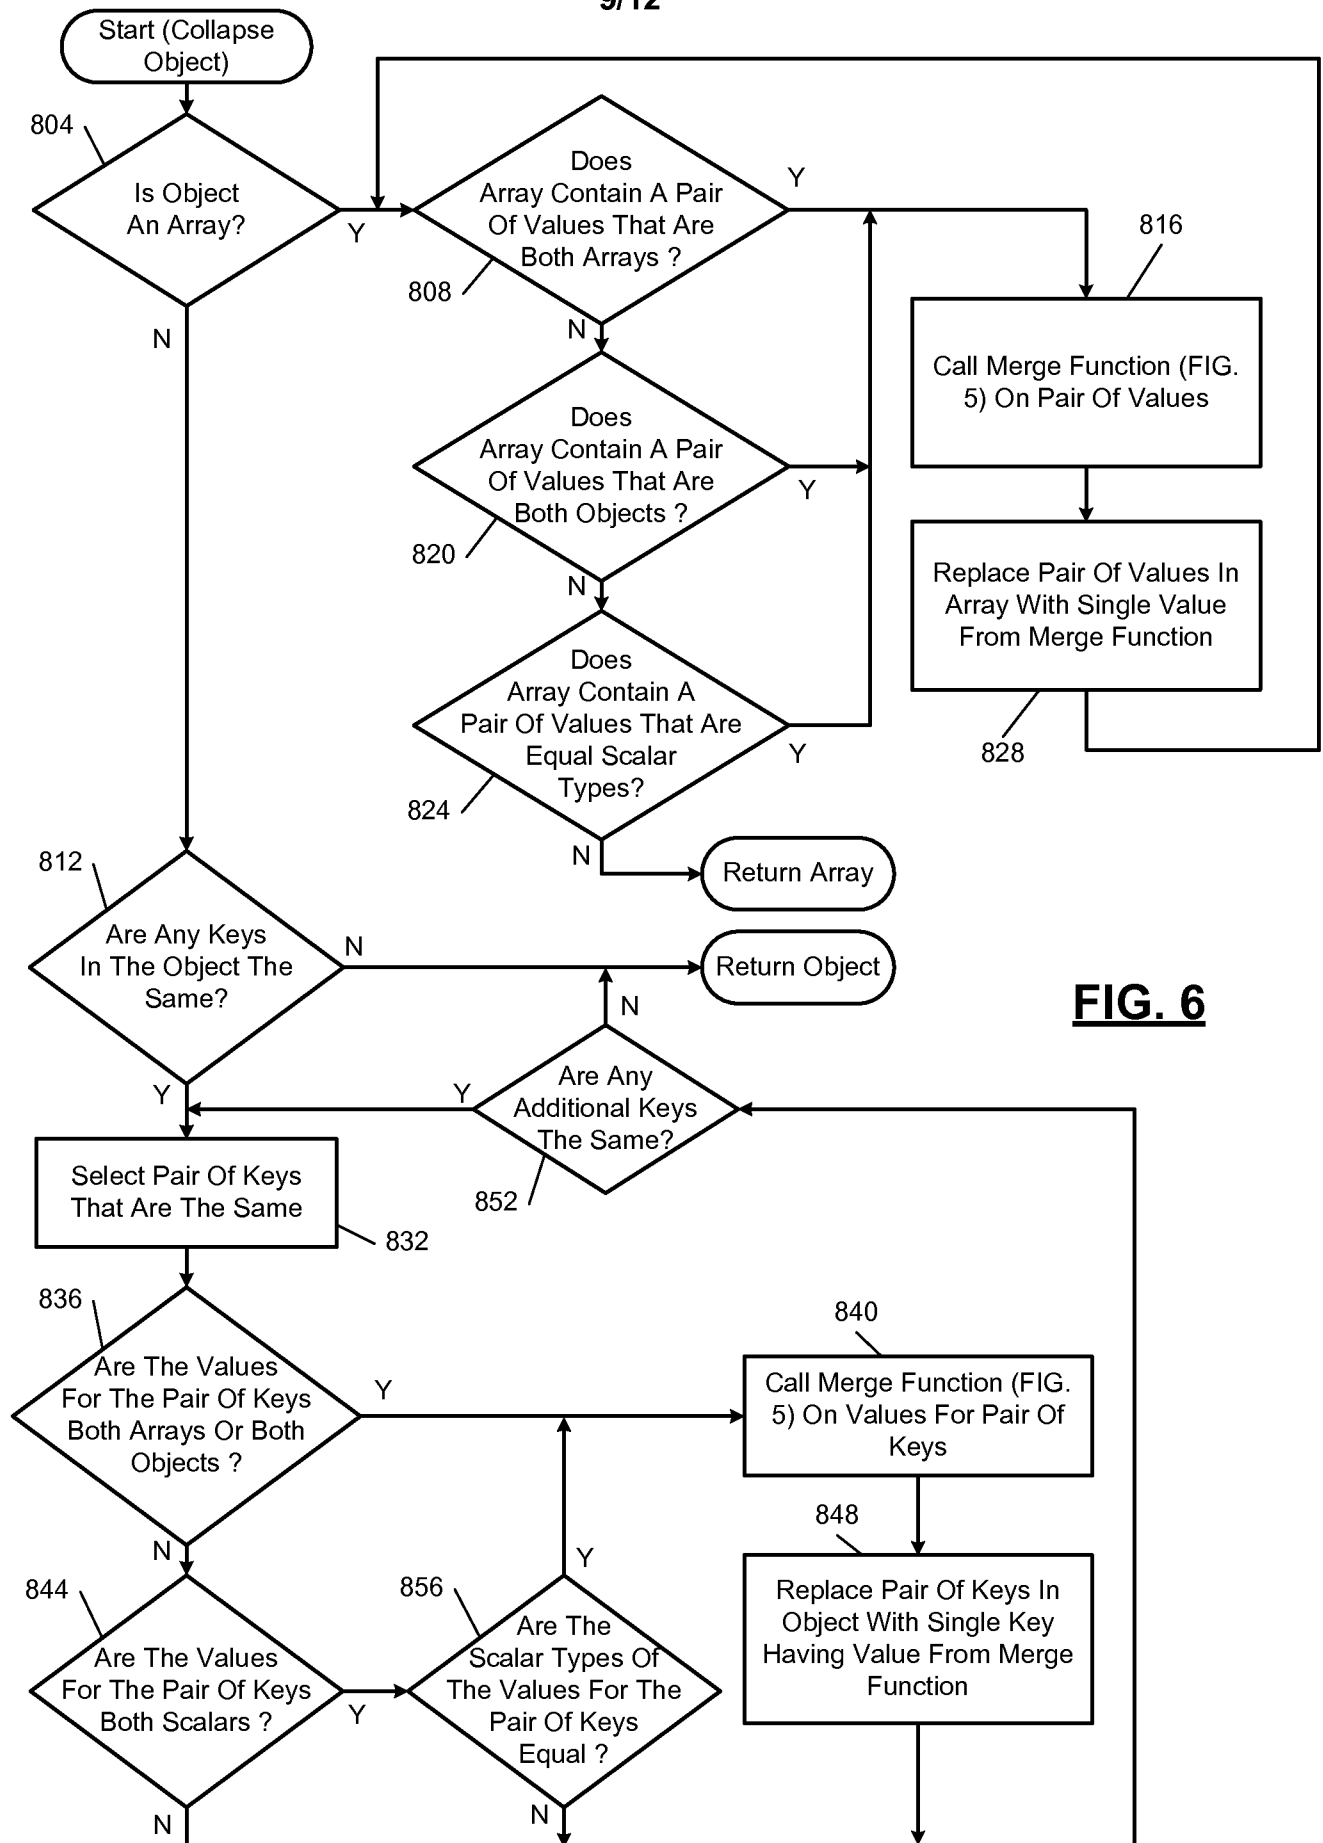 9/12
Start (Collapse
Object)
804
Is Object
An Array?
Y
N
Does
Array Contain A Pair
Of Values That Are
Both Arrays ?
808
Y
N
816
Call Merge Function (FIG.
5) On Pair Of Values
Does
Array Contain A Pair
Of Values That Are
Both Objects ?
820
Y
N
Replace Pair Of Values In
Array With Single Value
From Merge Function
828
Does
Array Contain A
Pair Of Values That Are
Equal Scalar
Types?
824
Y
N
Return Array
812
Are Any Keys
In The Object The
Same?
N
Y
Return Object
FIG. 6
N
Are Any
Additional Keys
The Same?
Y
852
Select Pair Of Keys
That Are The Same
832
836
Are The Values
For The Pair Of Keys
Both Arrays Or Both
Objects ?
Y
N
840
Call Merge Function (FIG.
5) On Values For Pair Of
Keys
848
Replace Pair Of Keys In
Object With Single Key
Having Value From Merge
Function
844
Are The Values
For The Pair Of Keys
Both Scalars ?
Y
N
856
Y
Are The
Scalar Types Of
The Values For The
Pair Of Keys
Equal ?
N